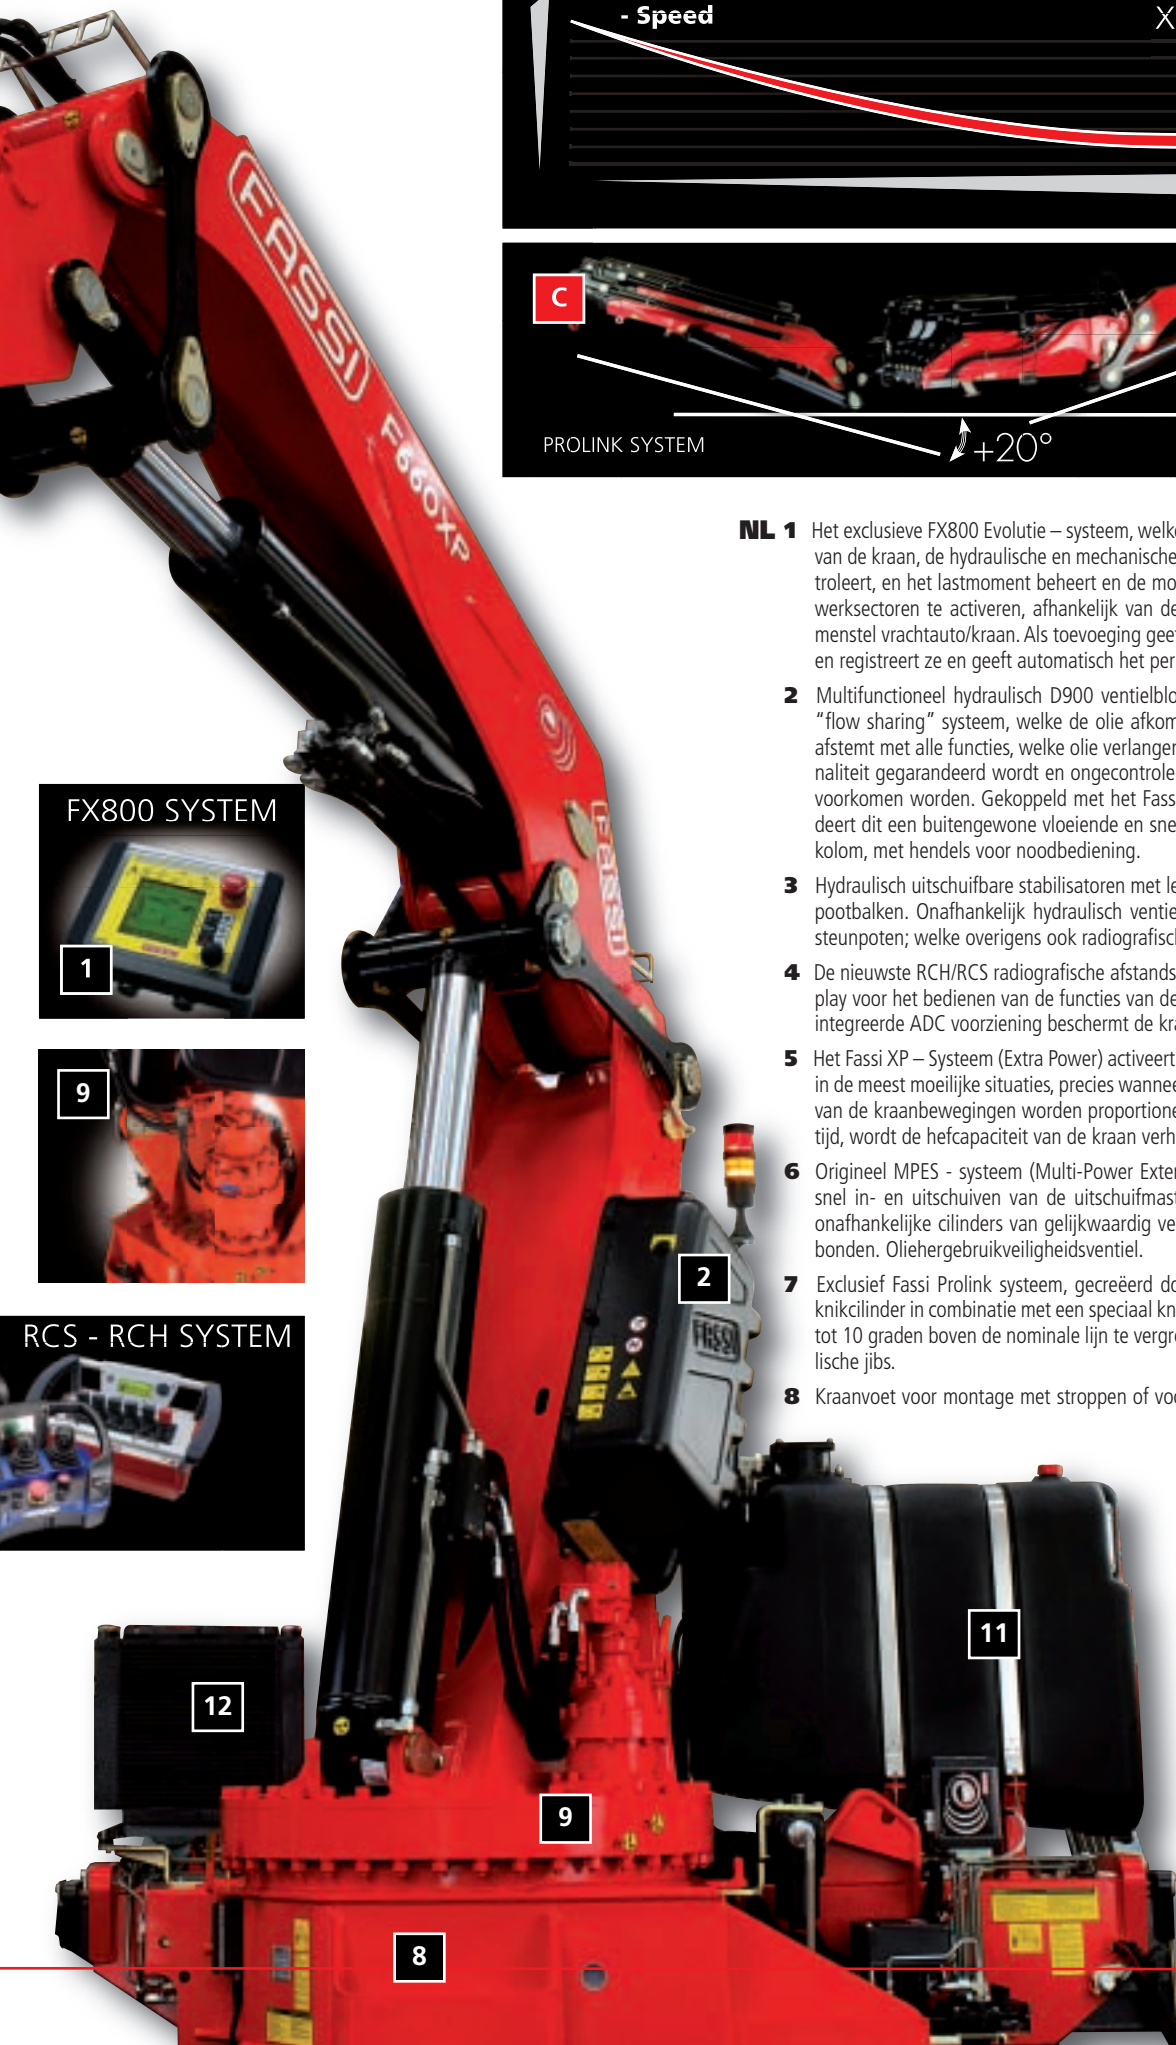 - Speed
X
C
PROLINK SYSTEM
+20°
FASSI
F660XP
FASSI
FX800 SYSTEM
1
9
RCS - RCH SYSTEM
2
FASSI
12
11
9
8
NL 1 Het exclusieve FX800 Evolutie – systeem, welke
van de kraan, de hydraulische en mechanische
troleert, en het lastmoment beheert en de mo
werksectoren te activeren, afhankelijk van de
menstel vrachtauto/kraan. Als toevoeging geef
en registreert ze en geeft automatisch het per
2 Multifunctioneel hydraulisch D900 ventielblo
“flow sharing” systeem, welke de olie afkom
afstemt met alle functies, welke olie verlangen
naliteit gegarandeerd wordt en ongecontrole
voorkomen worden. Gekoppeld met het Fass
deert dit een buitengewone vloeiende en sne
kolom, met hendels voor noodbediening.
3 Hydraulisch uitschuifbare stabilisatoren met le
pootbalken. Onafhankelijk hydraulisch ventie
steunpoten; welke overigens ook radiografisch
4 De nieuwste RCH/RCS radiografische afstands
play voor het bedienen van de functies van de
integreerde ADC voorziening beschermt de kra
5 Het Fassi XP – Systeem (Extra Power) activeert
in de meest moeilijke situaties, precies wannee
van de kraanbewegingen worden proportione
tijd, wordt de hefcapaciteit van de kraan verh
6 Origineel MPES - systeem (Multi-Power Exten
snel in- en uitschuiven van de uitschuifmast
onafhankelijke cilinders van gelijkwaardig ve
bonden. Oliehergebruikveiligheidsventiel.
7 Exclusief Fassi Prolink systeem, gecreëerd do
knikcilinder in combinatie met een speciaal kn
tot 10 graden boven de nominale lijn te vergro
lische jibs.
8 Kraanvoet voor montage met stroppen of voe